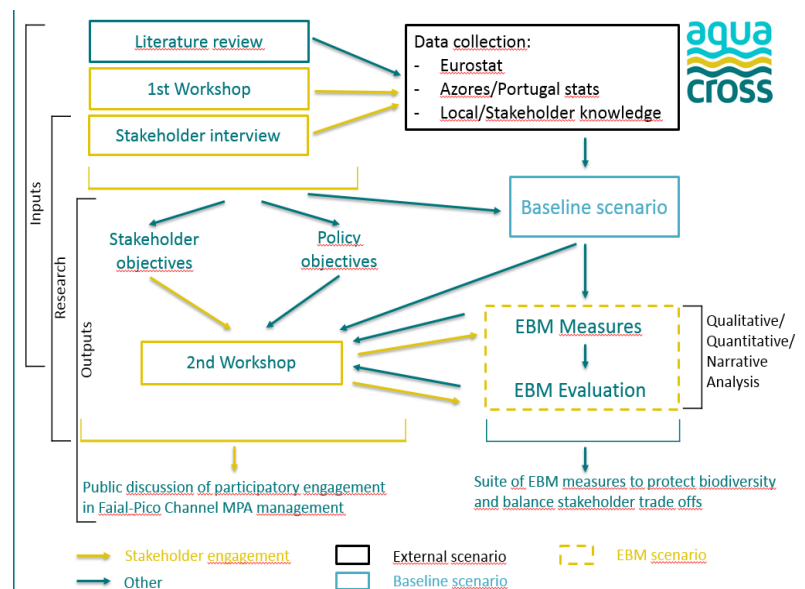 Literature review
1st Workshop
Stakeholder interview
Data collection:
- Eurostat
- Azores/Portugal stats
- Local/Stakeholder knowledge
aqua
cross
Inputs
Research
Outputs
Stakeholder
objectives
Policy
objectives
Baseline scenario
2nd Workshop
EBM Measures
EBM Evaluation
Qualitative/
Quantitative/
Narrative
Analysis
Public discussion of participatory engagement
in Faial-Pico Channel MPA management
Suite of EBM measures to protect biodiversity
and balance stakeholder trade offs
Stakeholder engagement
External scenario
EBM scenario
Other
Baseline scenario